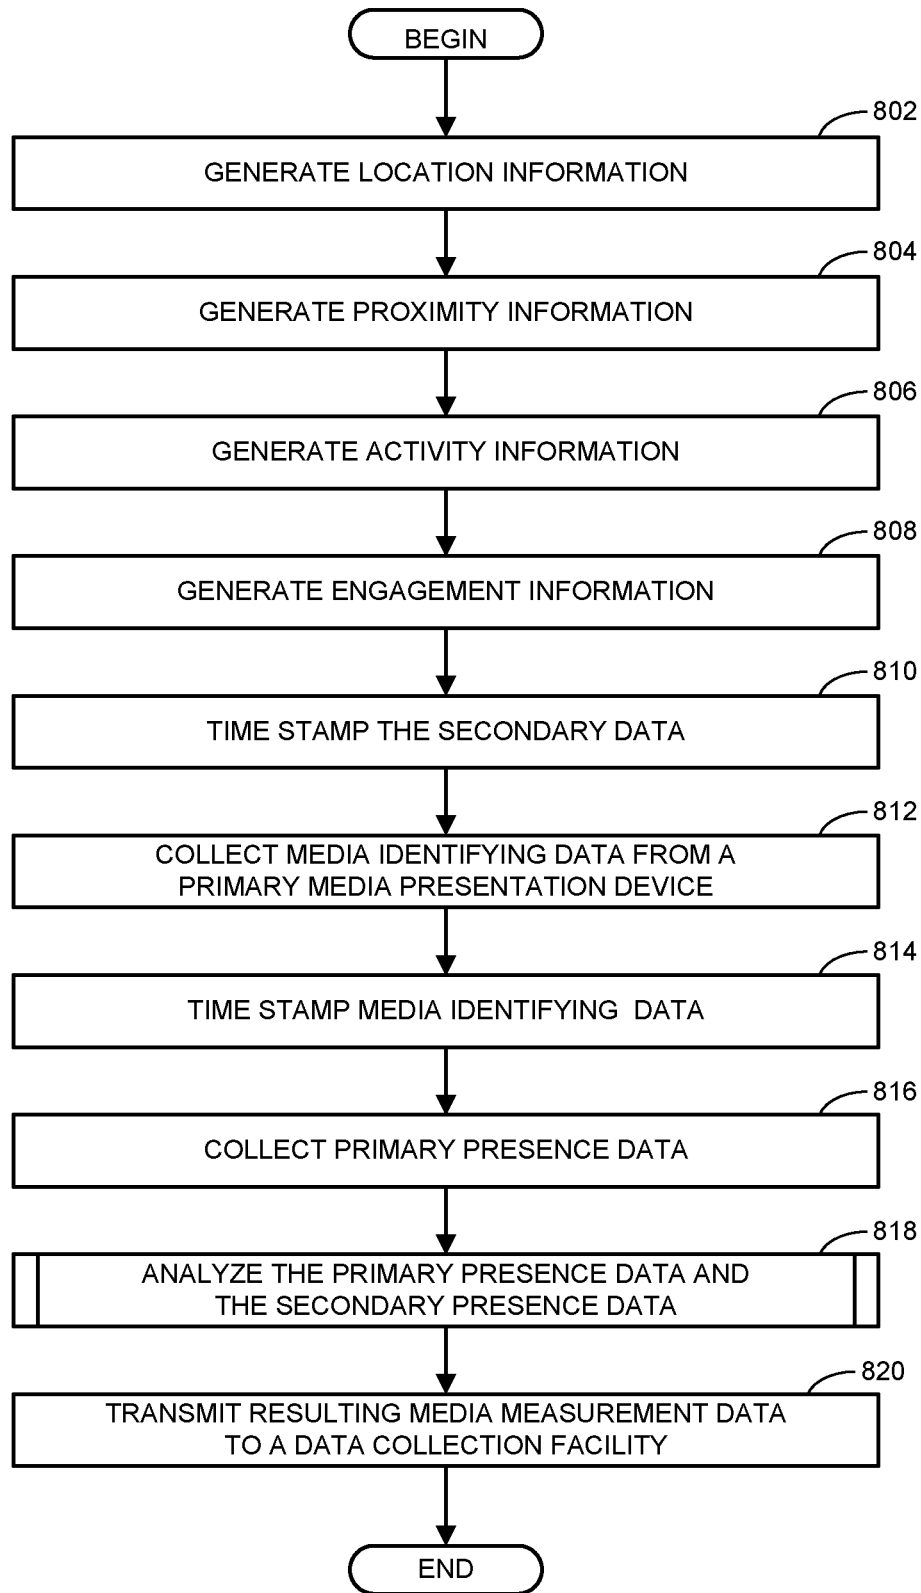 BEGIN
802
GENERATE LOCATION INFORMATION
804
GENERATE PROXIMITY INFORMATION
806
GENERATE ACTIVITY INFORMATION
808
GENERATE ENGAGEMENT INFORMATION
810
TIME STAMP THE SECONDARY DATA
812
COLLECT MEDIA IDENTIFYING DATA FROM A
PRIMARY MEDIA PRESENTATION DEVICE
814
TIME STAMP MEDIA IDENTIFYING DATA
816
COLLECT PRIMARY PRESENCE DATA
818
ANALYZE THE PRIMARY PRESENCE DATA AND
THE SECONDARY PRESENCE DATA
820
TRANSMIT RESULTING MEDIA MEASUREMENT DATA
TO A DATA COLLECTION FACILITY
END